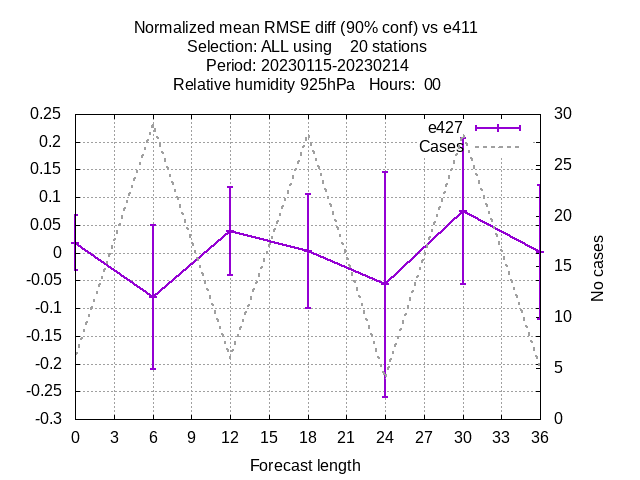 Normalized mean RMSE diff (90% conf) vs e411
Selection: ALL using    20 stations
Period: 20230115-20230214
Relative humidity 925hPa   Hours:  00
0.25
0.2
0.15
0.1
0.05
0
-0.05
-0.1
-0.15
-0.2
-0.25
-0.3
e427
Cases
30
25
20
15
10
5
0
No cases
0 3 6 9 12 15 18 21 24 27 30 33 36
Forecast length